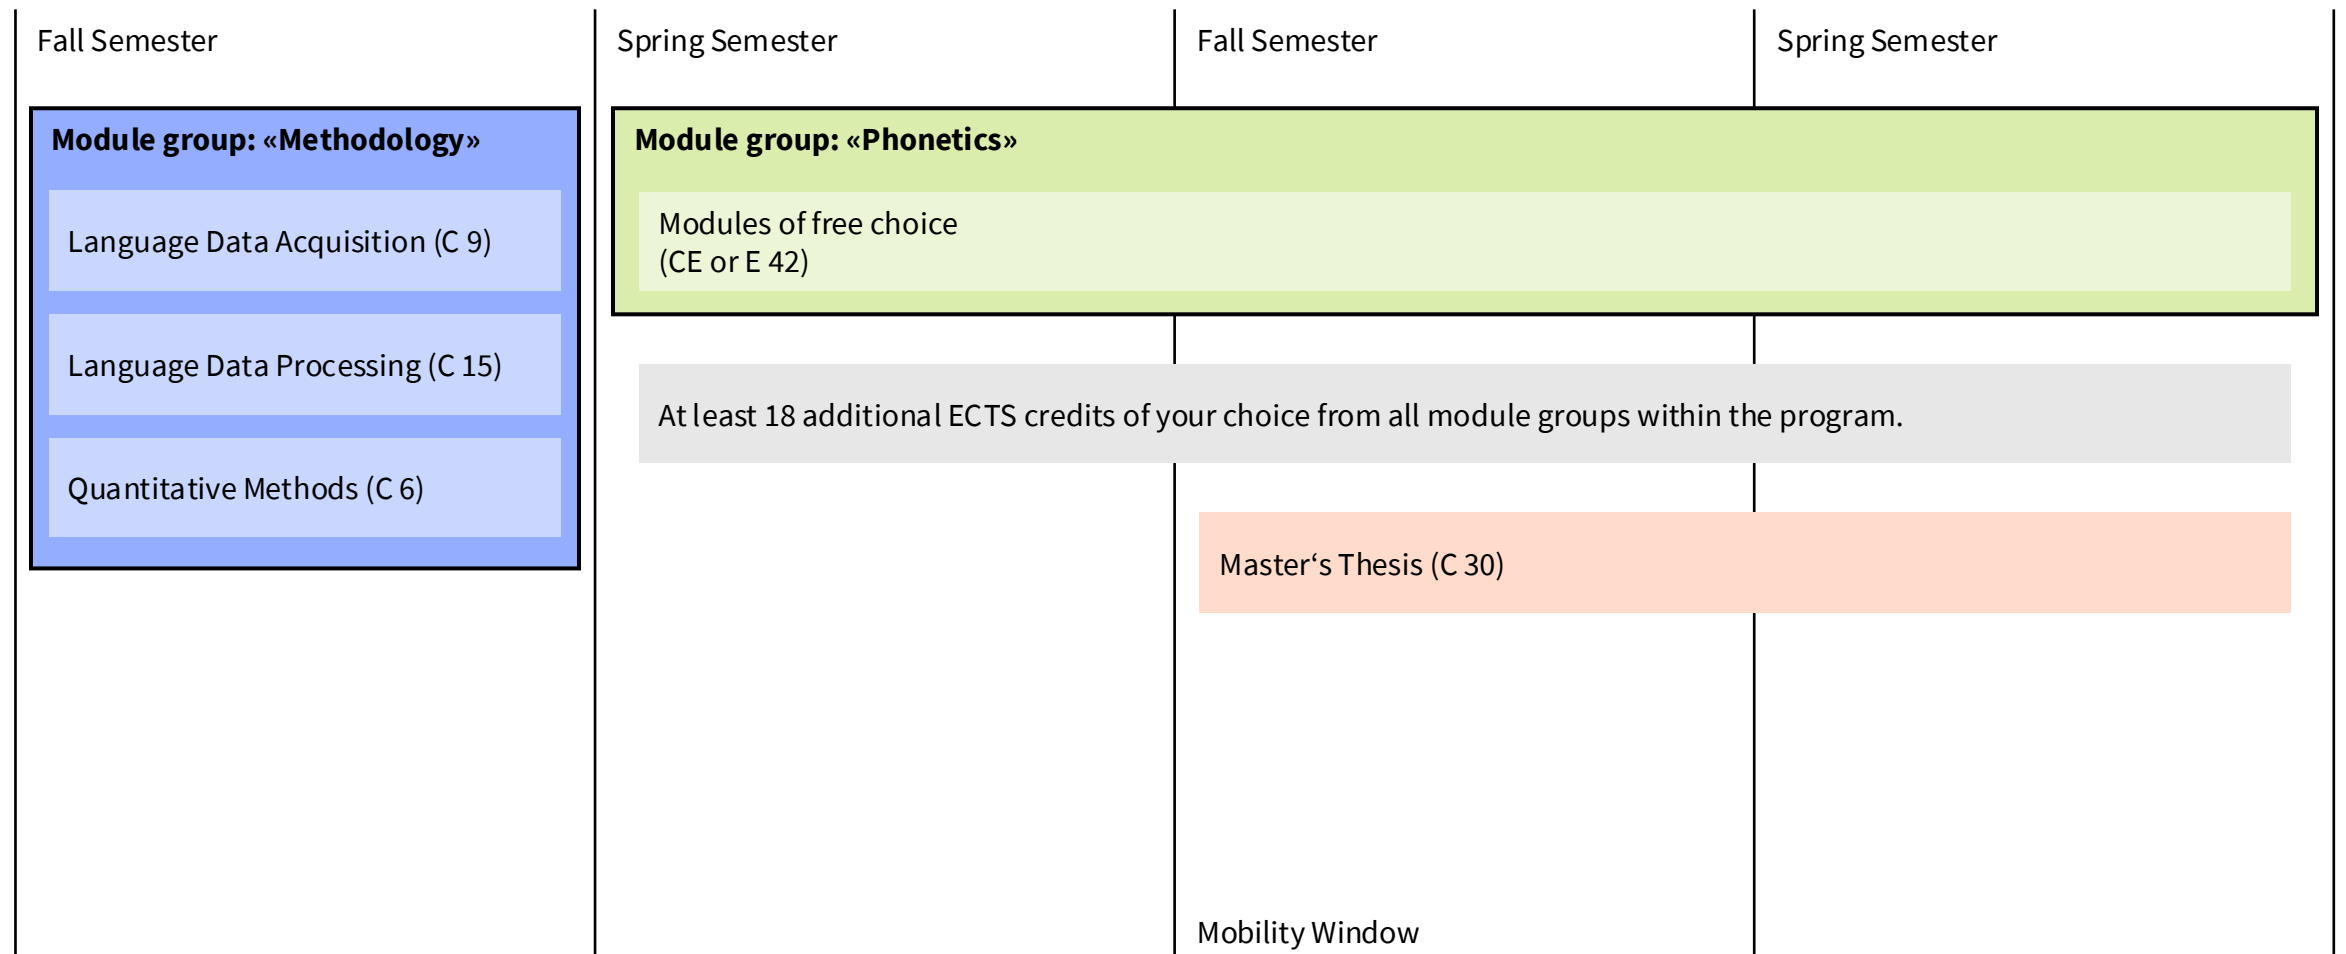 Fall Semester
Spring Semester
Fall Semester
Spring Semester
Module group: «Methodology»
Language Data Acquisition (C 9)
Language Data Processing (C 15)
Quantitative Methods (C 6)
Module group: «Phonetics»
Modules of free choice
(CE or E 42)
At least 18 additional ECTS credits of your choice from all module groups within the program.
Master‘s Thesis (C 30)
Mobility Window